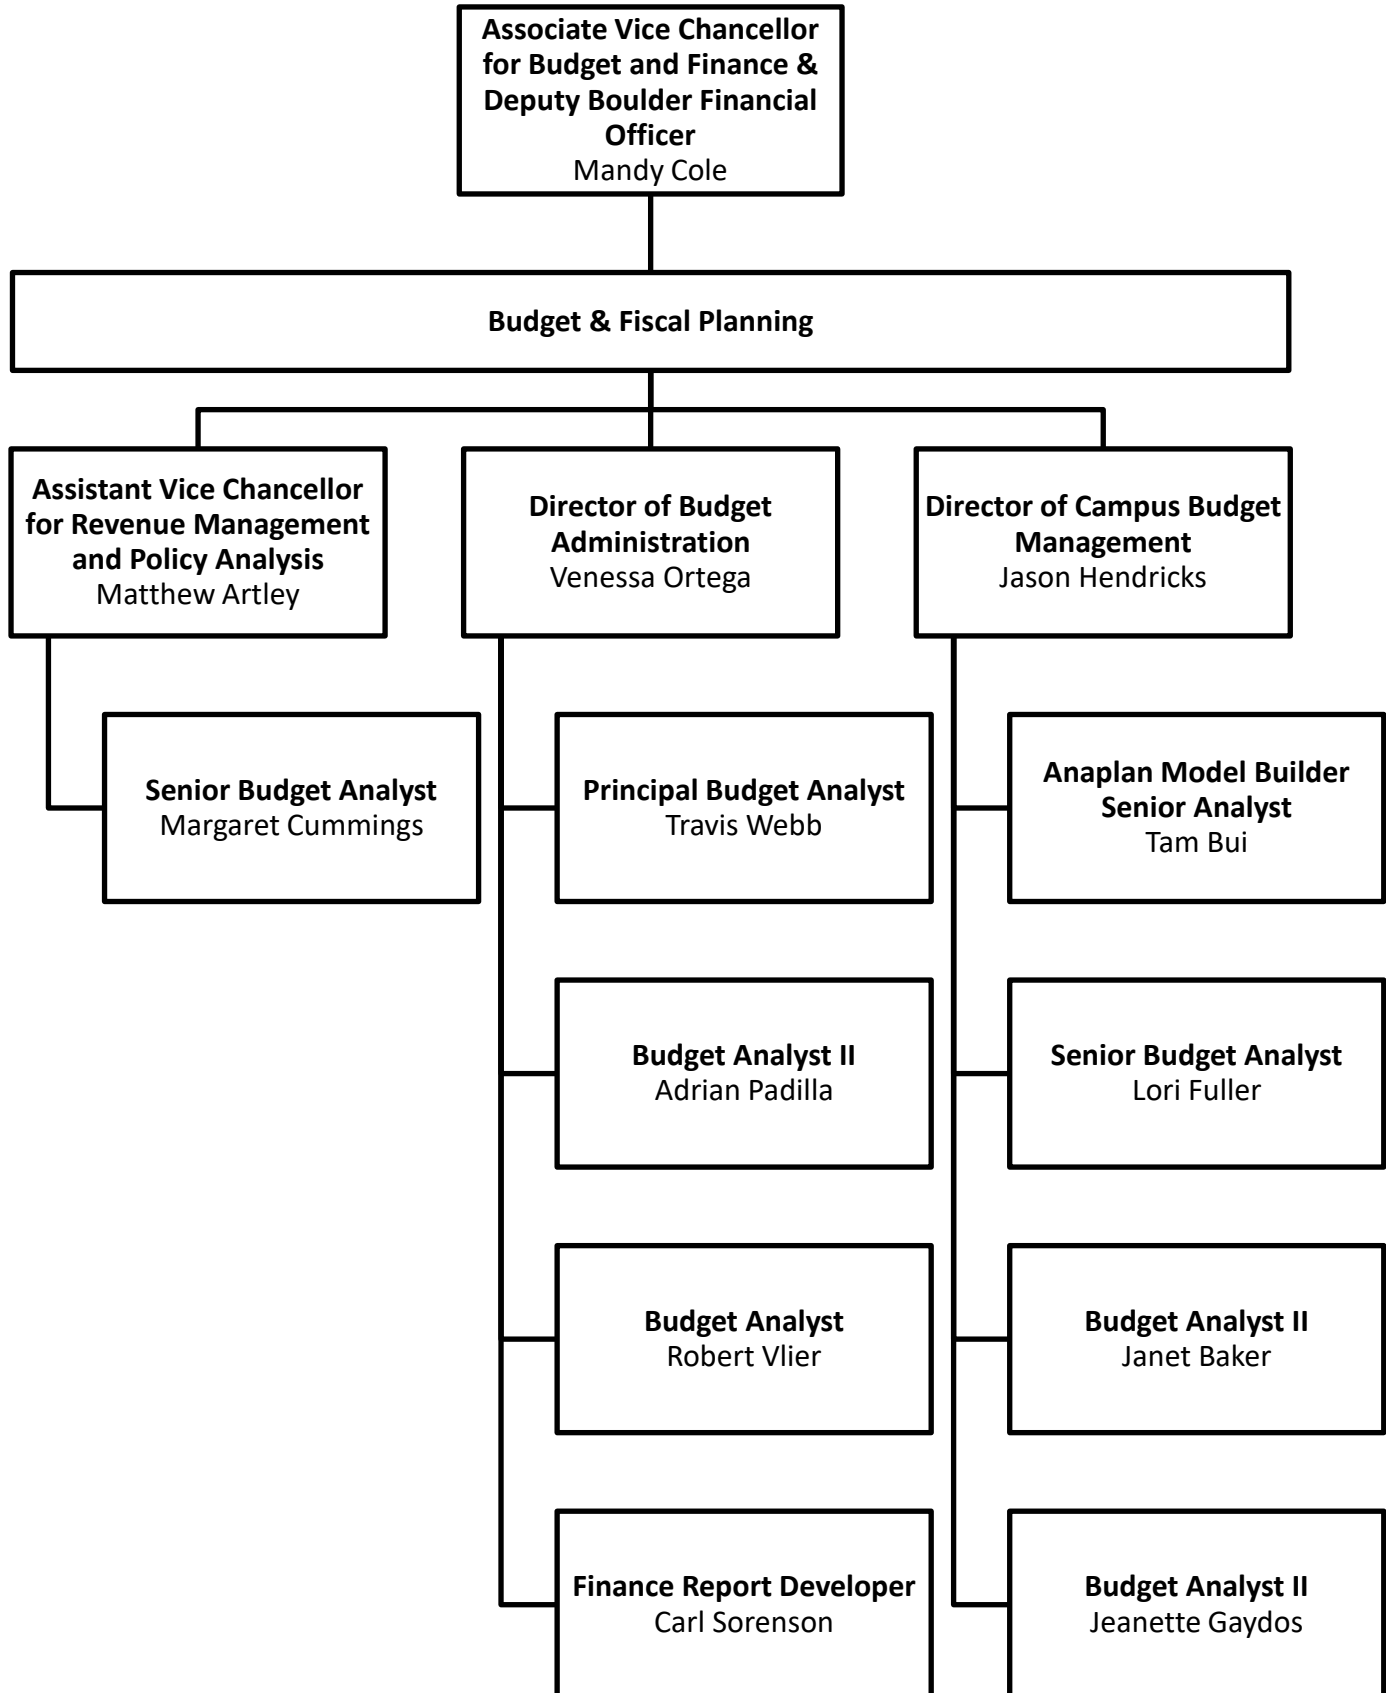 Associate Vice Chancellor
for Budget and Finance &
Deputy Boulder Financial
Officer
Mandy Cole
Budget & Fiscal Planning
Assistant Vice Chancellor
for Revenue Management
and Policy Analysis
Matthew Artley
Director of Budget
Administration
Venessa Ortega
Director of Campus Budget
Management
Jason Hendricks
Senior Budget Analyst
Margaret Cummings
Principal Budget Analyst
Travis Webb
Anaplan Model Builder
Senior Analyst
Tam Bui
Budget Analyst II
Adrian Padilla
Senior Budget Analyst
Lori Fuller
Budget Analyst
Robert Vlier
Budget Analyst II
Janet Baker
Finance Report Developer
Carl Sorenson
Budget Analyst II
Jeanette Gaydos